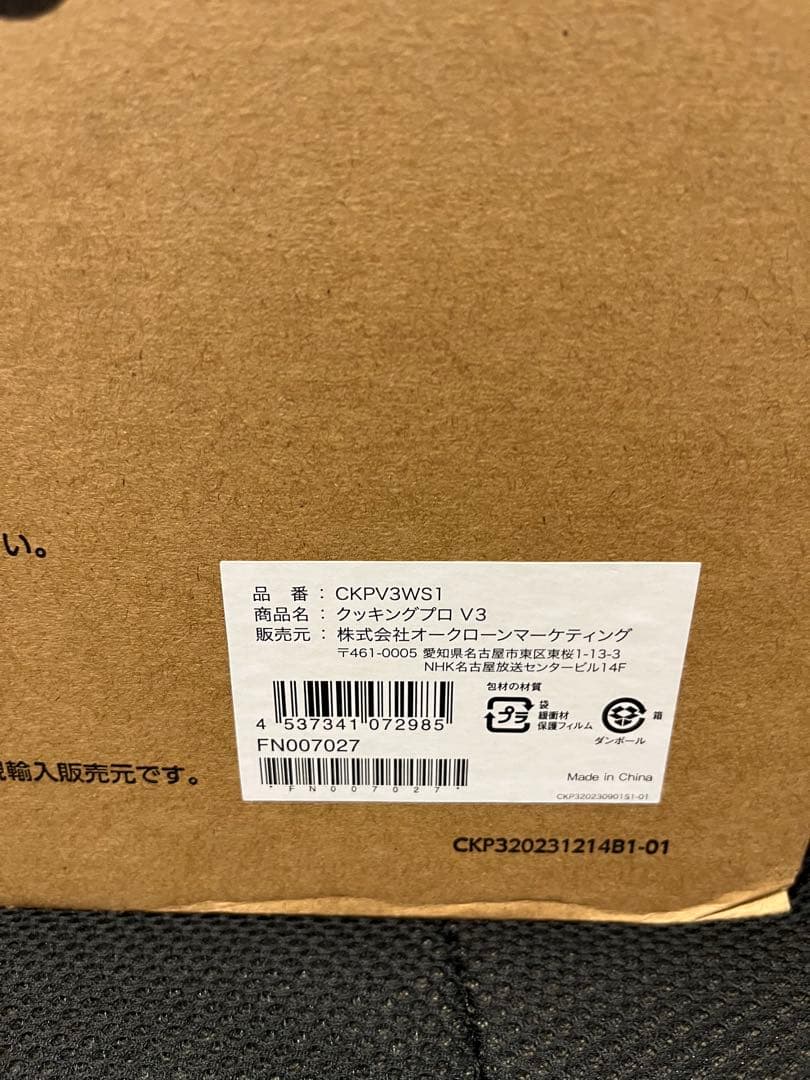 い。
品 番 : CKPV3WS1
商品名 : クッキングプロ V3
販売元 : 株式会社オークローンマーケティング
〒461-0005 愛知県名古屋市東区東桜1-13-3
NHK名古屋放送センタービル14F
包材の材質
プラ
袋
緩衝材
保護フィルム
箱
ダンボール
4 537341 072985
FN007027
*FN007027*
Made in China
CKP320230901S1-01
輸入販売元です。
CKP320231214B1-01